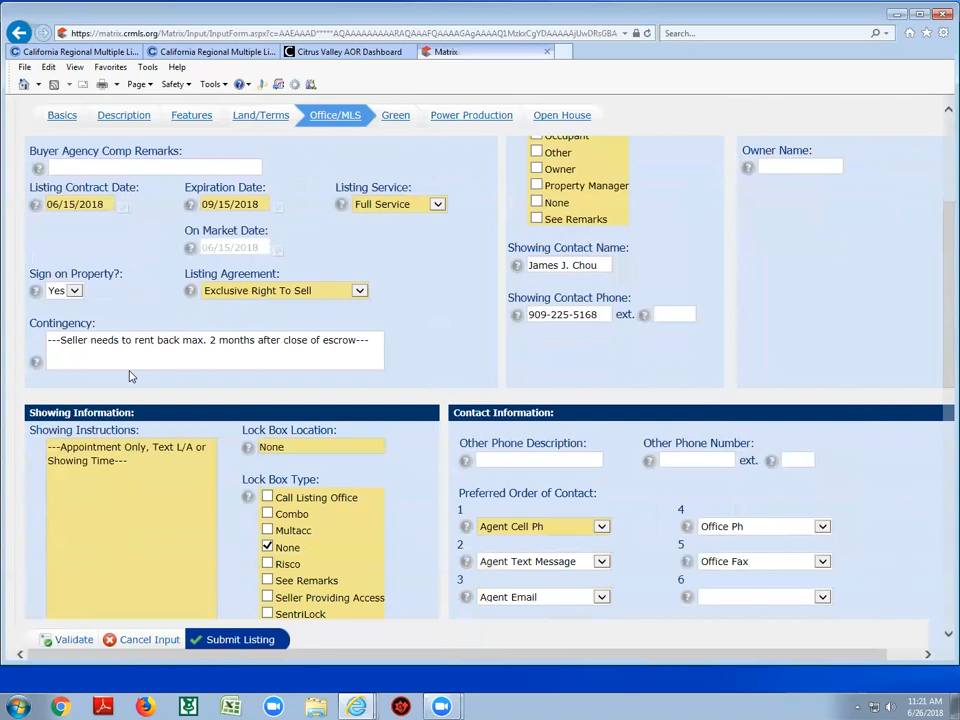 https://matrix.crmls.org/Matrix/Input/InputForm.aspx?c=
Search...
California Regional Multiple Li...
California Regional Multiple Li...
Citrus Valley AOR Dashboard
Matrix
File Edit View Favorites Tools Help
Page Safety Tools
Basics Description Features Land/Terms Office/MLS Green Power Production Open House
Buyer Agency Comp Remarks:
Listing Contract Date: Expiration Date: Listing Service:
06/15/2018 09/15/2018 Full Service
On Market Date:
06/15/2018
Sign on Property?: Listing Agreement:
Yes Exclusive Right To Sell
Contingency:
---Seller needs to rent back max. 2 months after close of escrow---
Occupant
Other
Owner
Property Manager
None
See Remarks
Showing Contact Name:
James J. Chou
Showing Contact Phone:
909-225-5168 ext.
Owner Name:
Showing Information:
Showing Instructions:
---Appointment Only, Text L/A or
Showing Time---
Lock Box Location:
None
Lock Box Type:
Call Listing Office
Combo
Multacc
None
Risco
See Remarks
Seller Providing Access
SentriLock
Contact Information:
Other Phone Description: Other Phone Number:
ext.
Preferred Order of Contact:
1 4
Agent Cell Ph Office Ph
2 5
Agent Text Message Office Fax
3 6
Agent Email
Validate Cancel Input Submit Listing
11:21 AM
6/26/2018